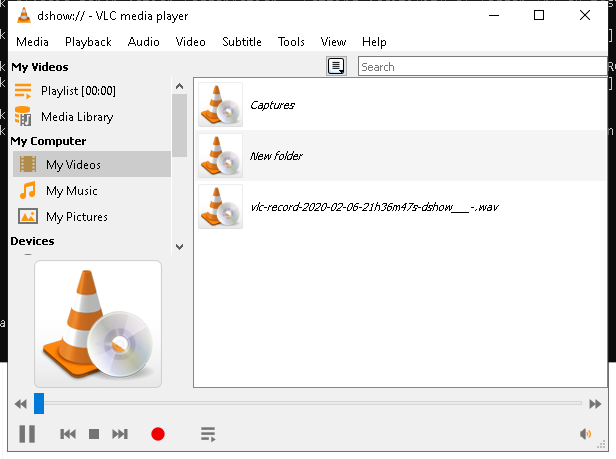 dshow:// - VLC media player
Media Playback Audio Video Subtitle Tools View Help
My Videos
Search
Playlist [00:00]
Media Library
My Computer
My Videos
My Music
My Pictures
Devices
Captures
New folder
vlc-record-2020-02-06-21h36m47s-dshow___-.wav